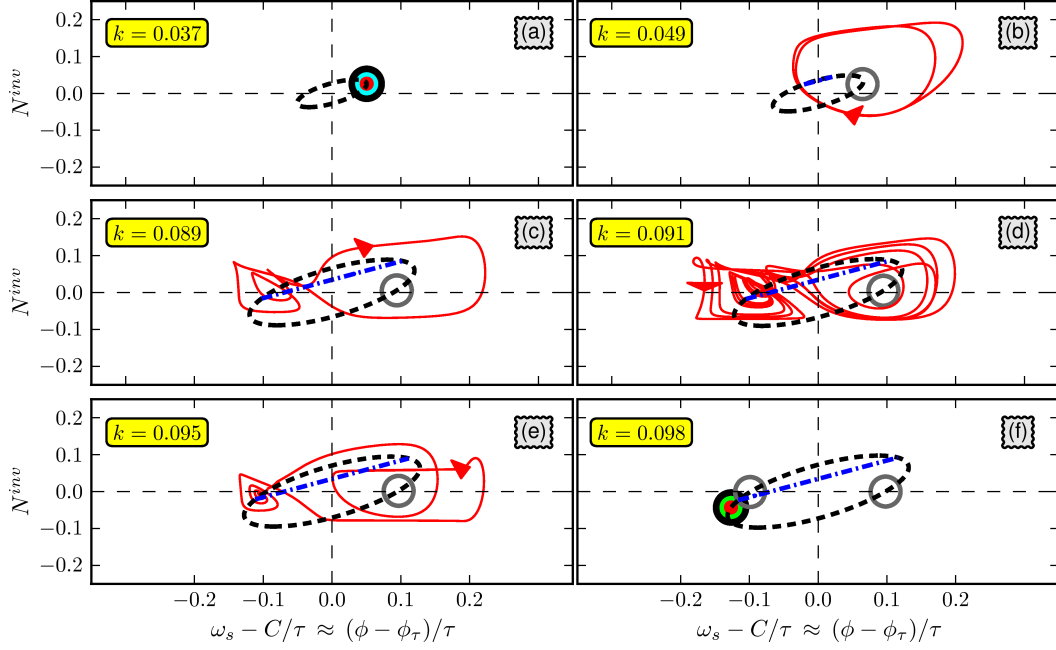 k = 0.037 (a)
k = 0.049 (b)
N^{inv} 0.2 0.1 0.0 −0.1 −0.2
k = 0.089 (c)
k = 0.091 (d)
N^{inv} 0.2 0.1 0.0 −0.1 −0.2
k = 0.095 (e)
k = 0.098 (f)
N^{inv} 0.2 0.1 0.0 −0.1 −0.2
−0.2 −0.1 0.0 0.1 0.2
−0.2 −0.1 0.0 0.1 0.2
ω_s − C/τ ≈ (ϕ − ϕ_τ)/τ
ω_s − C/τ ≈ (ϕ − ϕ_τ)/τ